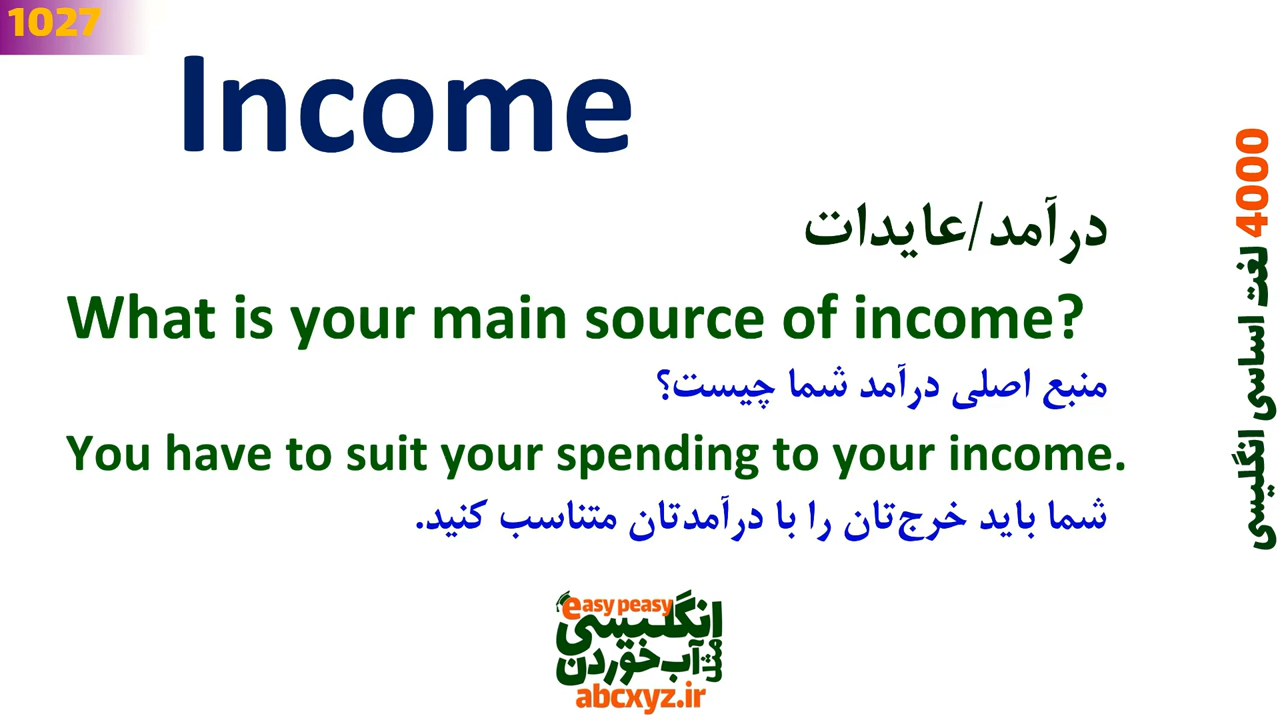 1027
Income
درآمد/عایدات
What is your main source of income?
منبع اصلی درآمد شما چیست؟
You have to suit your spending to your income.
شما باید خرج‌تان را با درآمدتان متناسب کنید.
4000 لغت اساسی انگلیسی
easy peasy
انگلیسی
مثل آب خوردن
abcxyz.ir